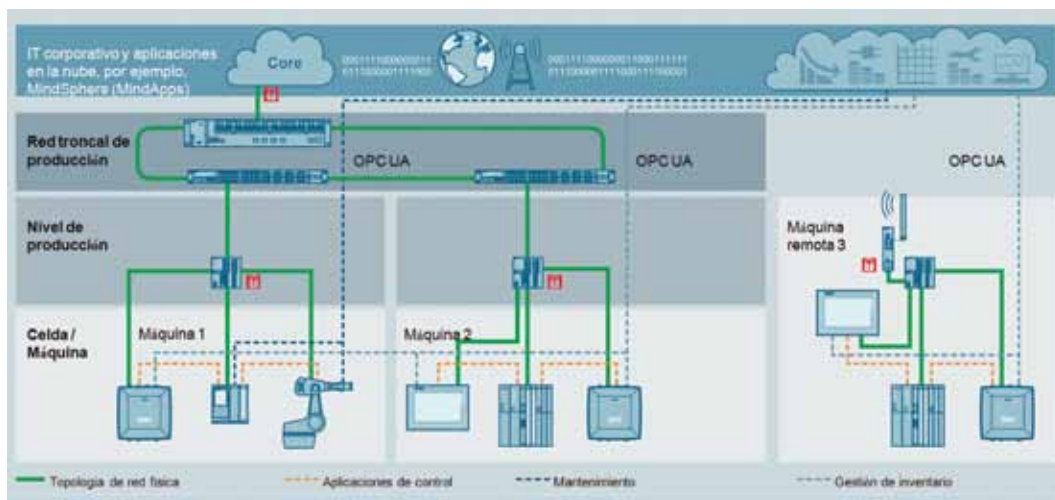 IT corporativo y aplicaciones
en la nube, por ejemplo,
MindSphere (MindApps)
Core
Red troncal de
producción
OPC UA
OPC UA
OPC UA
Nivel de
producción
Máquina
remota 3
Celda /
Máquina
Máquina 1
Máquina 2
Topología de red física
Aplicaciones de control
Mantenimiento
Gestión de inventario